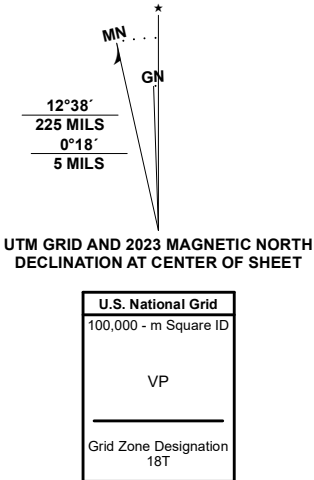 ★
MN
GN
12°38´
225 MILS
0°18´
5 MILS
UTM GRID AND 2023 MAGNETIC NORTH
DECLINATION AT CENTER OF SHEET
U.S. National Grid
100,000 - m Square ID
VP
Grid Zone Designation
18T